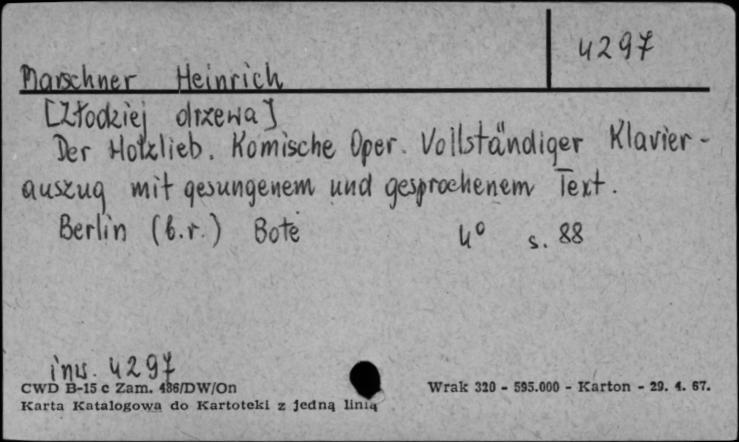 4297
Marschner Heinrich
[Złodziej drzewa]
Der Holzlieb. Komische Oper. Vollständiger Klavier-
auszug mit gesungenem und gesprochenem Text.
Berlin (b.r.) Bote 4° s. 88
inw. 4297
CWD B-15 c Zam. 486/DW/On Wrak 320 - 595.000 - Karton - 29. 4. 67.
Karta Katalogowa do Kartoteki z jedną linią